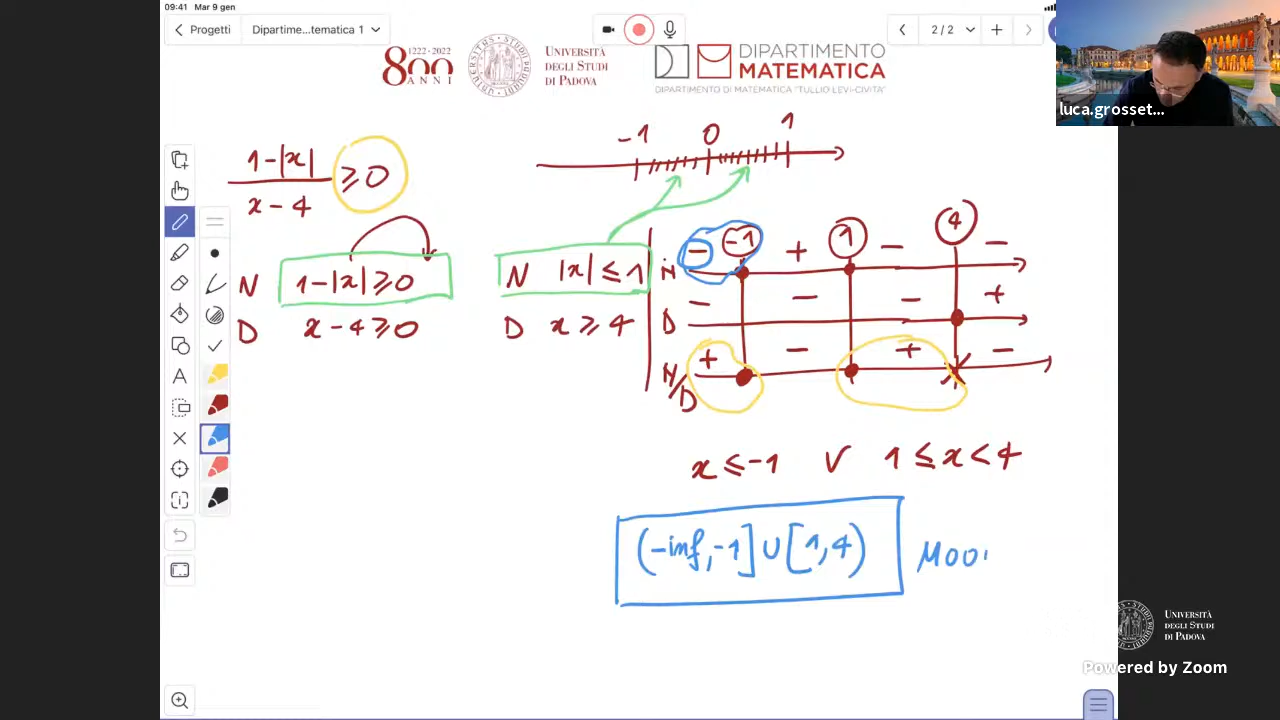 09:41 Mar 9 gen
Progetti
Dipartime...tematica 1
2/2
800
1222·2022
ANNI
UNIVERSITÀ
DEGLI STUDI
DI PADOVA
DIPARTIMENTO
MATEMATICA
DIPARTIMENTO DI MATEMATICA "TULLIO LEVI-CIVITA"
luca.grosset...
-1 0 1
1-|x|
x-4
≥0
N 1-|x|≥0
D x-4≥0
N |x|≤1
D x≥4
-1 1 4
N - + - -
D - - - +
N/D + - + -
x≤-1 V 1≤x<4
(-inf,-1]∪[1,4)
MOO
UNIVERSITÀ
DEGLI STUDI
DI PADOVA
Powered by Zoom